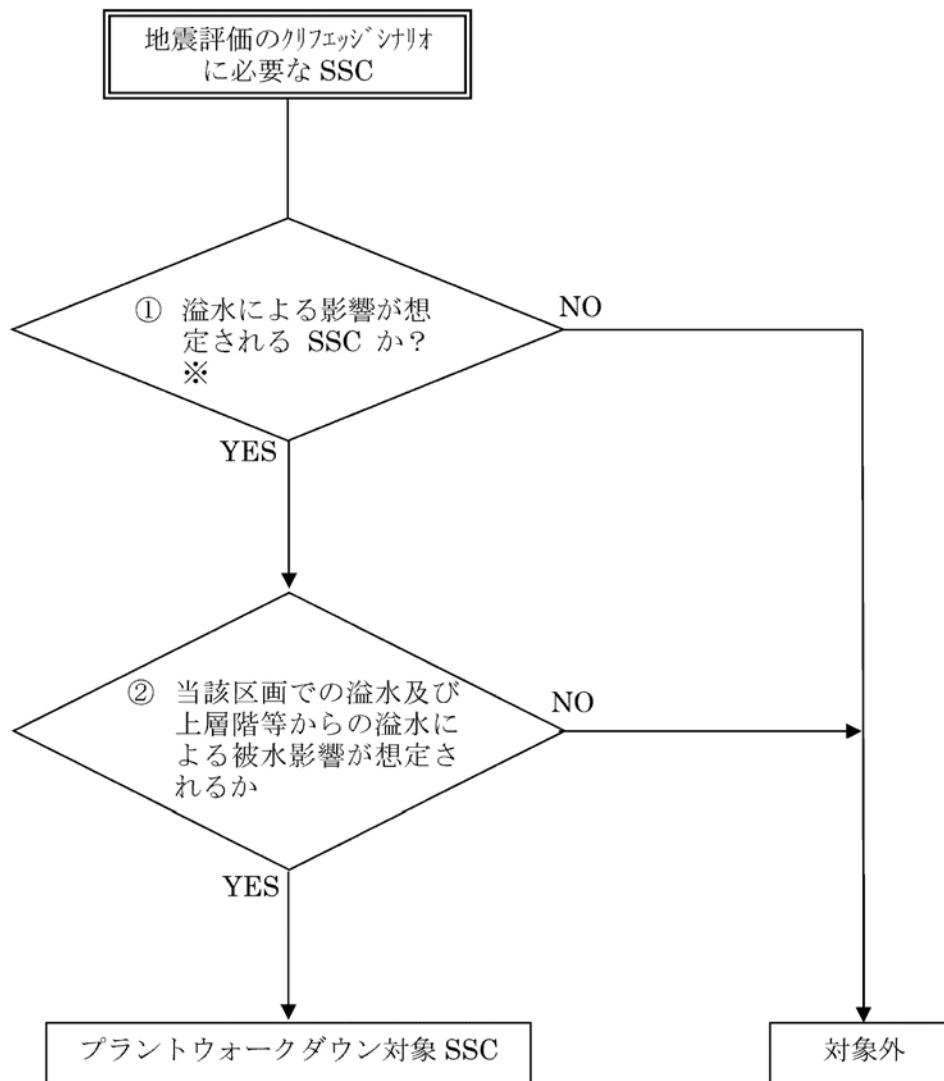 地震評価のｸﾘﾌｴｯｼﾞｼﾅﾘｵ
に必要な SSC
① 溢水による影響が想
定される SSC か？
※
NO
YES
② 当該区画での溢水及び
上層階等からの溢水に
よる被水影響が想定さ
れるか
NO
YES
プラントウォークダウン対象 SSC
対象外